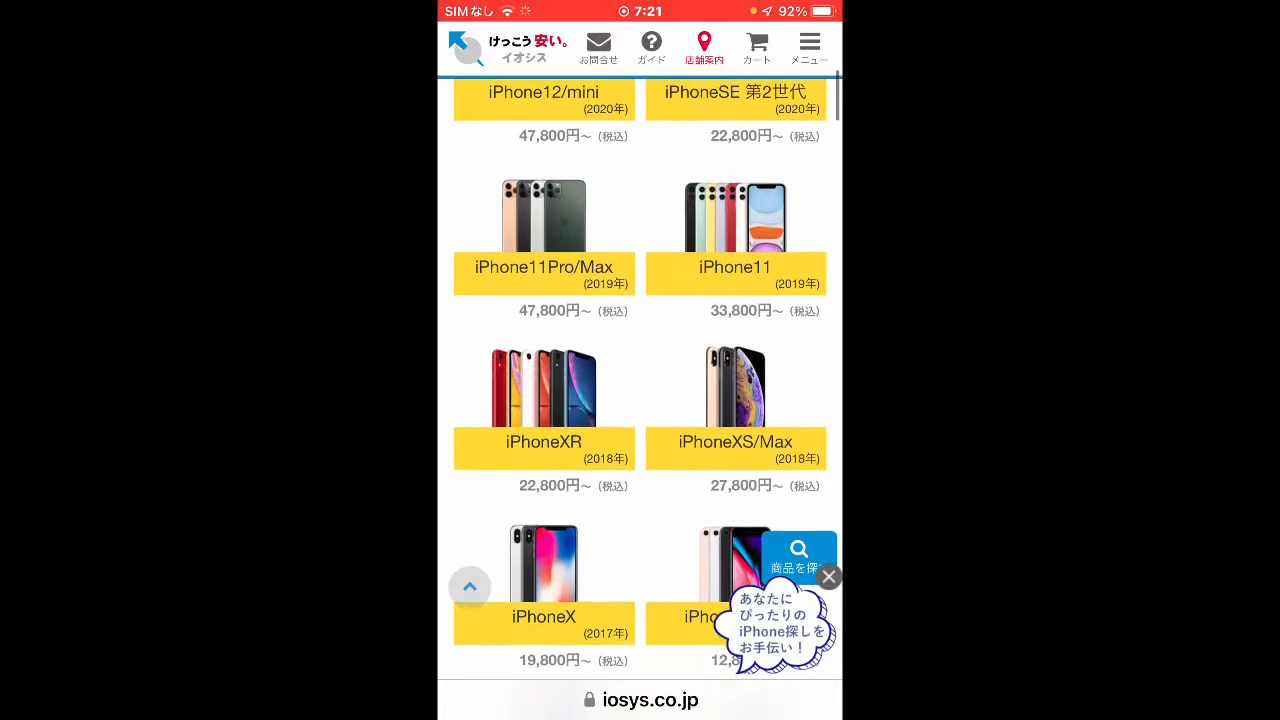 SIMなし 7:21 92%
けっこう安い。
イオシス
お問合せ ガイド 店舗案内 カート メニュー
iPhone12/mini
(2020年)
47,800円～（税込）
iPhoneSE 第2世代
(2020年)
22,800円～（税込）
iPhone11Pro/Max
(2019年)
47,800円～（税込）
iPhone11
(2019年)
33,800円～（税込）
iPhoneXR
(2018年)
22,800円～（税込）
iPhoneXS/Max
(2018年)
27,800円～（税込）
iPhoneX
(2017年)
19,800円～（税込）
商品を探
あなたに
ぴったりの
iPhone探しを
お手伝い！
iosys.co.jp